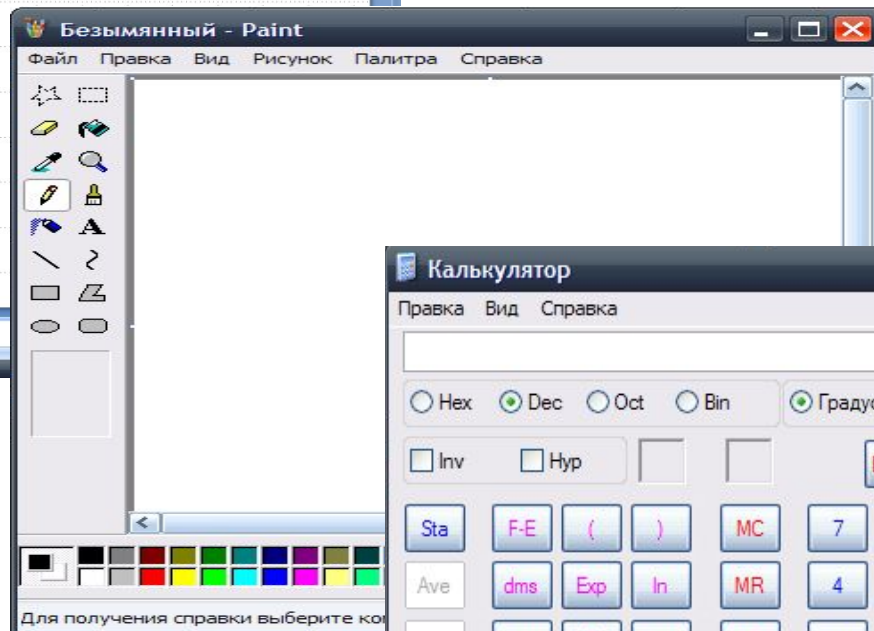 Безымянный - Paint
Файл Правка Вид Рисунок Палитра Справка
A
Калькулятор
Правка Вид Справка
Hex Dec Oct Bin
Inv Hyp
Sta F-E ( ) MC 7
Ave dms Exp ln MR 4
Для получения справки выберите